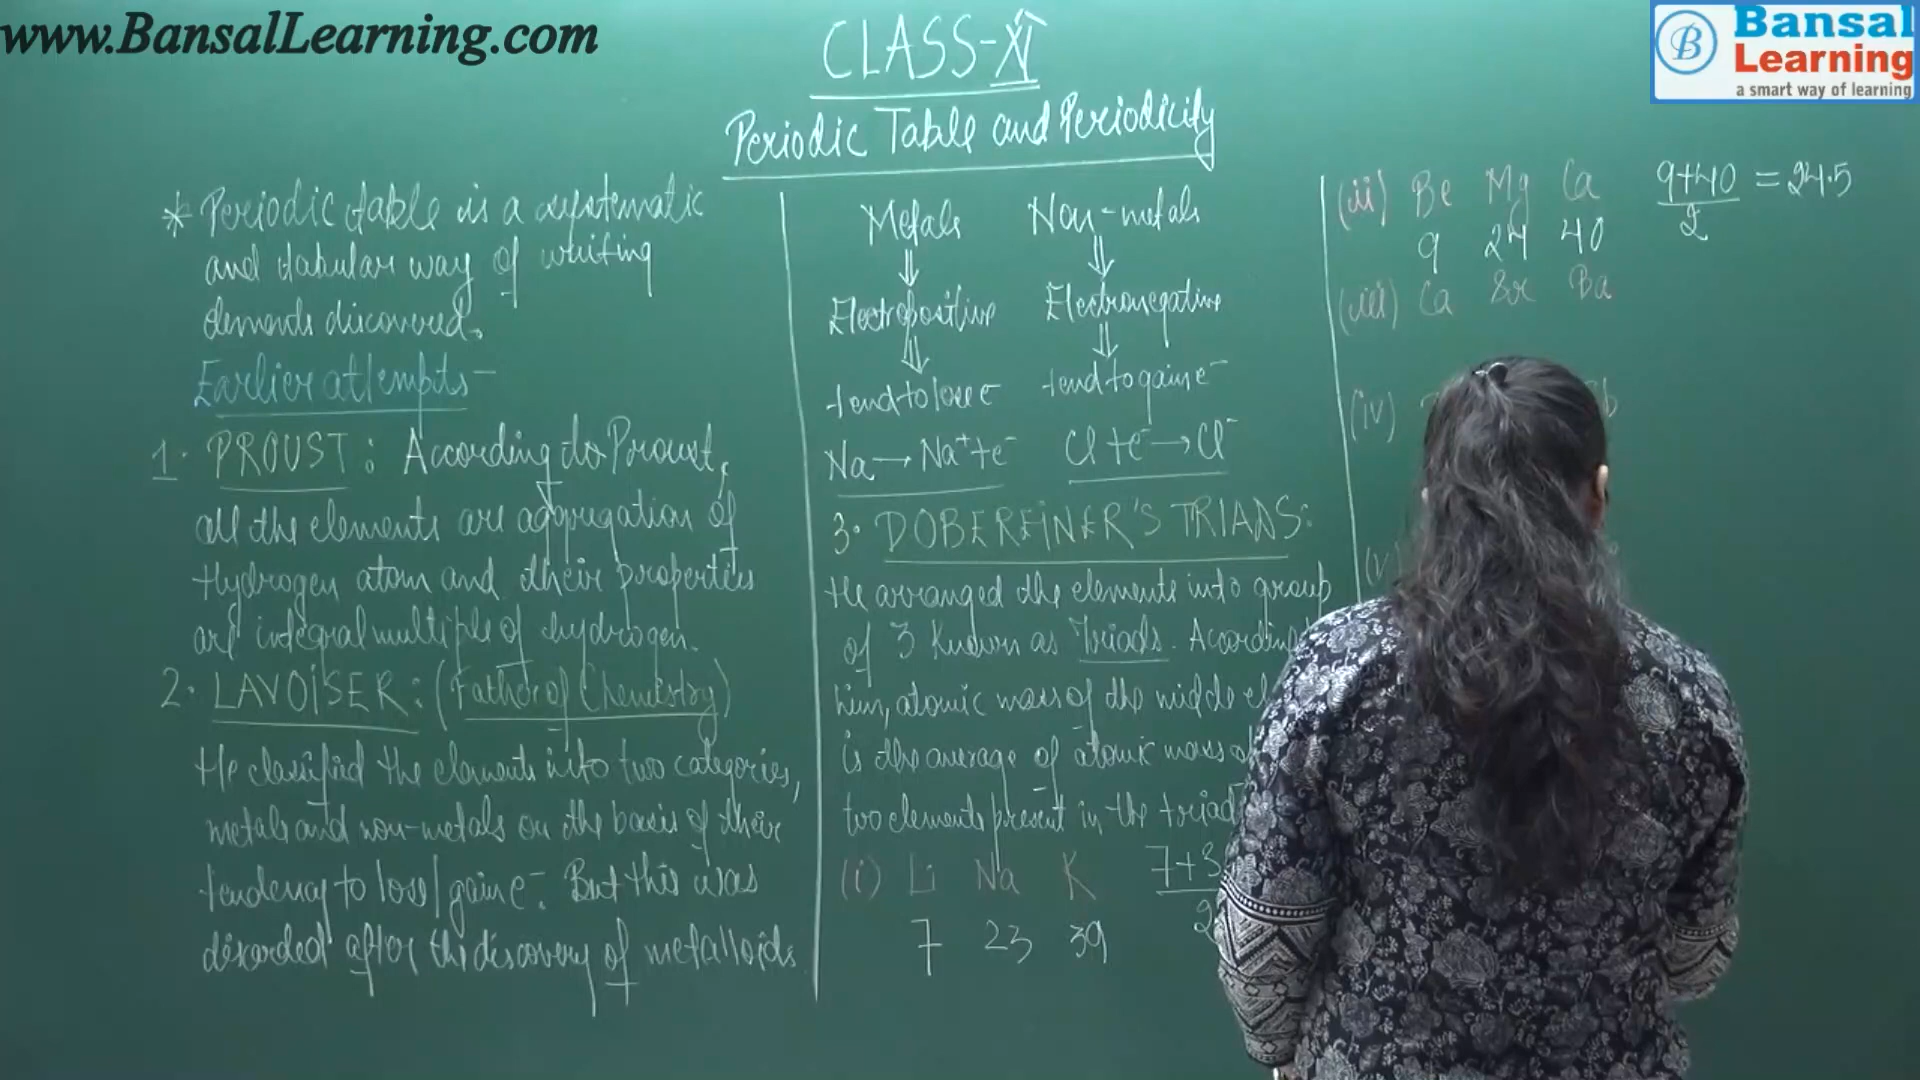 www.BansalLearning.com
Bansal
Learning
a smart way of learning
CLASS-XI
Periodic Table and Periodicity
* Periodic table is a systematic
and tabular way of writing
elements discovered.
Earlier attempts-
1. PROUST: According to Proust,
all the elements are aggregation of
Hydrogen atom and their properties
are integral multiple of hydrogen.
2. LAVOISER: (Father of Chemistry)
He classified the elements into two categories,
metals and non-metals on the basis of their
tendency to lose/gain e-. But this was
discarded after the discovery of metalloids
Metals Non-metals
⇓ ⇓
Electropositive Electronegative
⇓ ⇓
tend to lose e- tend to gain e-
Na → Na+ + e- Cl + e- → Cl-
3. DOBEREINER'S TRIADS:
He arranged the elements into group
of 3 known as Triads. According
him, atomic mass of the middle el
is the average of atomic mass o
two elements present in the triad
(i) Li Na K 7+3
7 23 39 2
(ii) Be Mg Ca 9+40 = 24.5
9 24 40 2
(iii) Ca Sr Ba
(iv)
(v